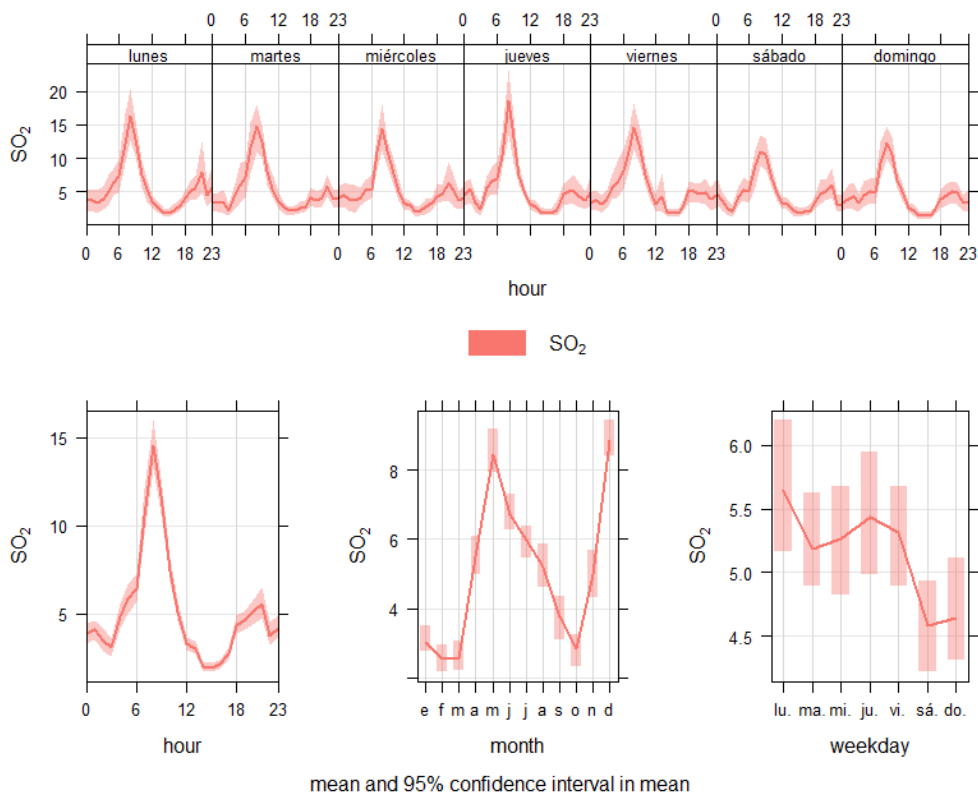 0 6 12 18 23 0 6 12 18 23 0 6 12 18 23
lunes martes miércoles jueves viernes sábado domingo
20
15
10
5
SO₂
0 6 12 18 0 6 12 18 23 0 6 12 18 0 6 12 18 23 0 6 12 18 23
hour
SO₂
15
10
5
SO₂
0 6 12 18 23
hour
8
6
4
SO₂
e f m a m j j a s o n d
month
6.0
5.5
5.0
4.5
SO₂
lu. ma. mi. ju. vi. sá. do.
weekday
mean and 95% confidence interval in mean